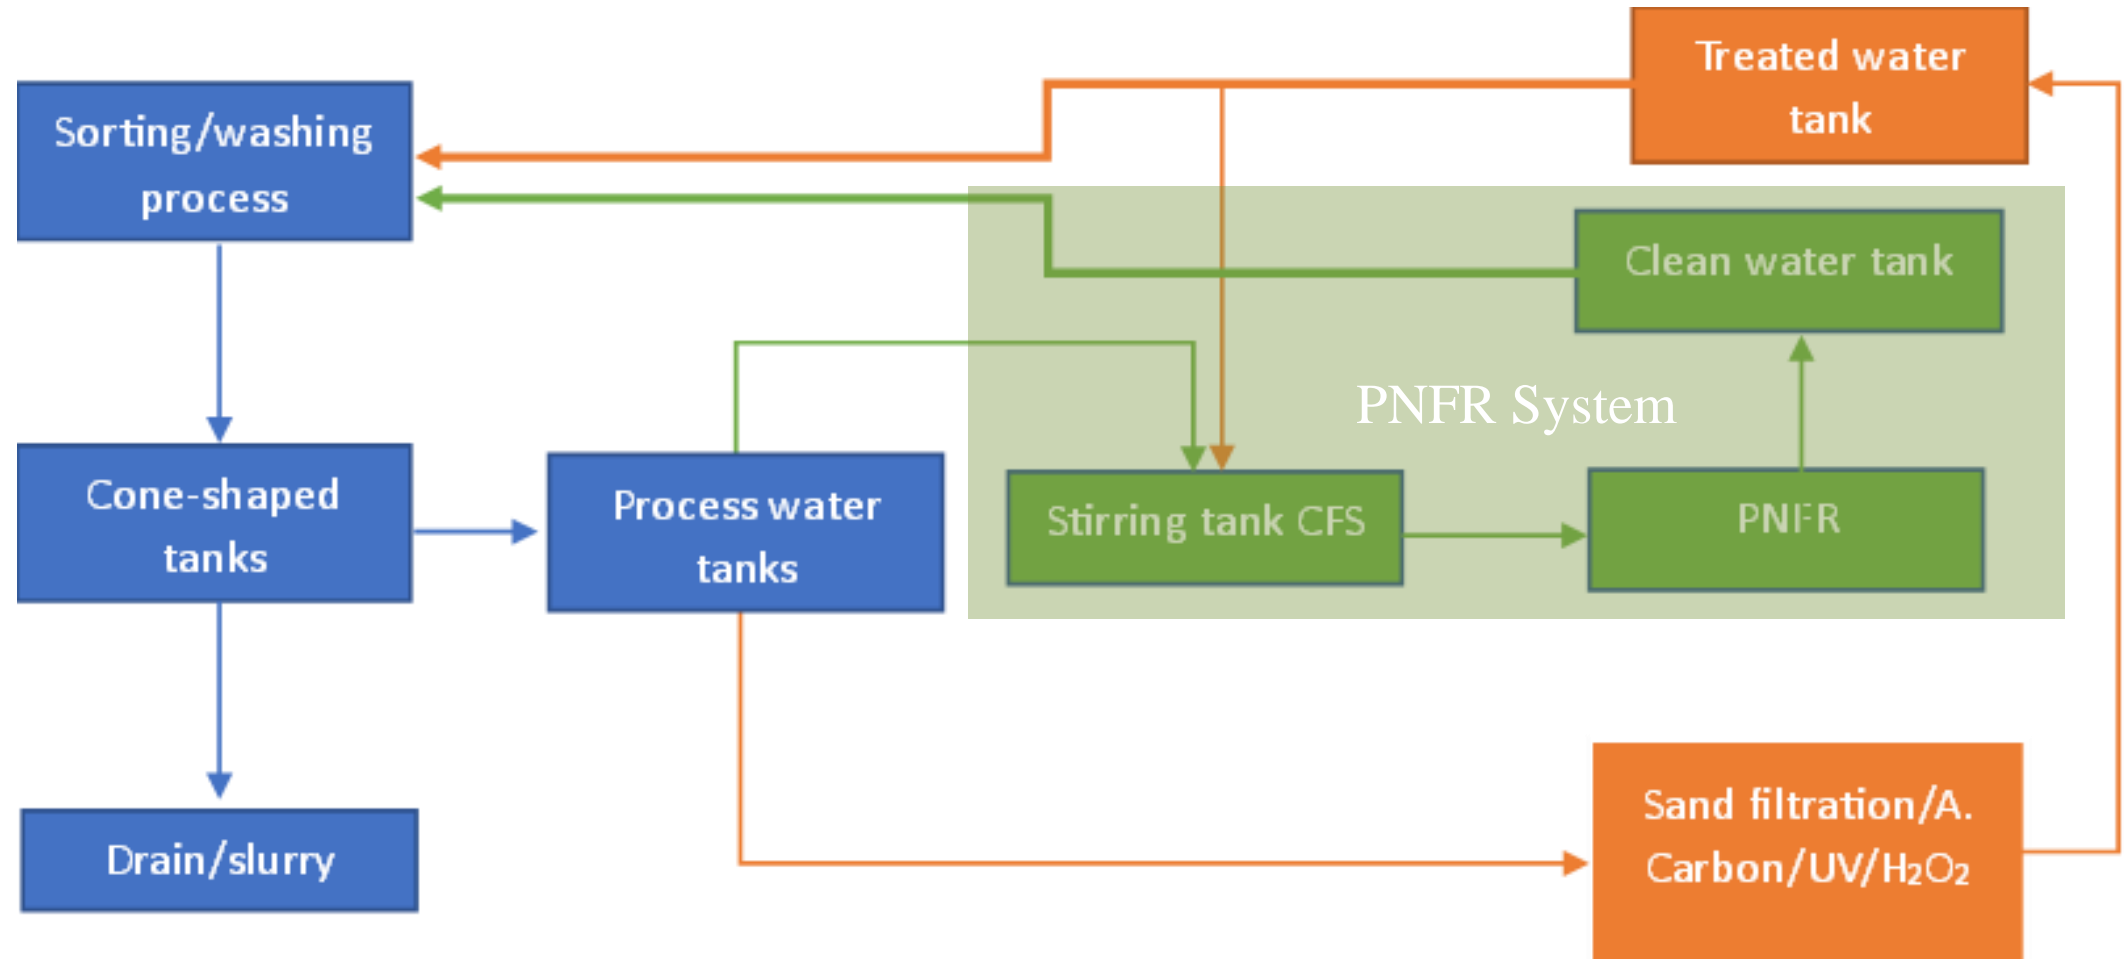 Treated water
tank
Sorting/washing
process
Clean water tank
PNFR System
Cone-shaped
tanks
Process water
tanks
Stirring tank CFS
PNFR
Drain/slurry
Sand filtration/A.
Carbon/UV/H₂O₂